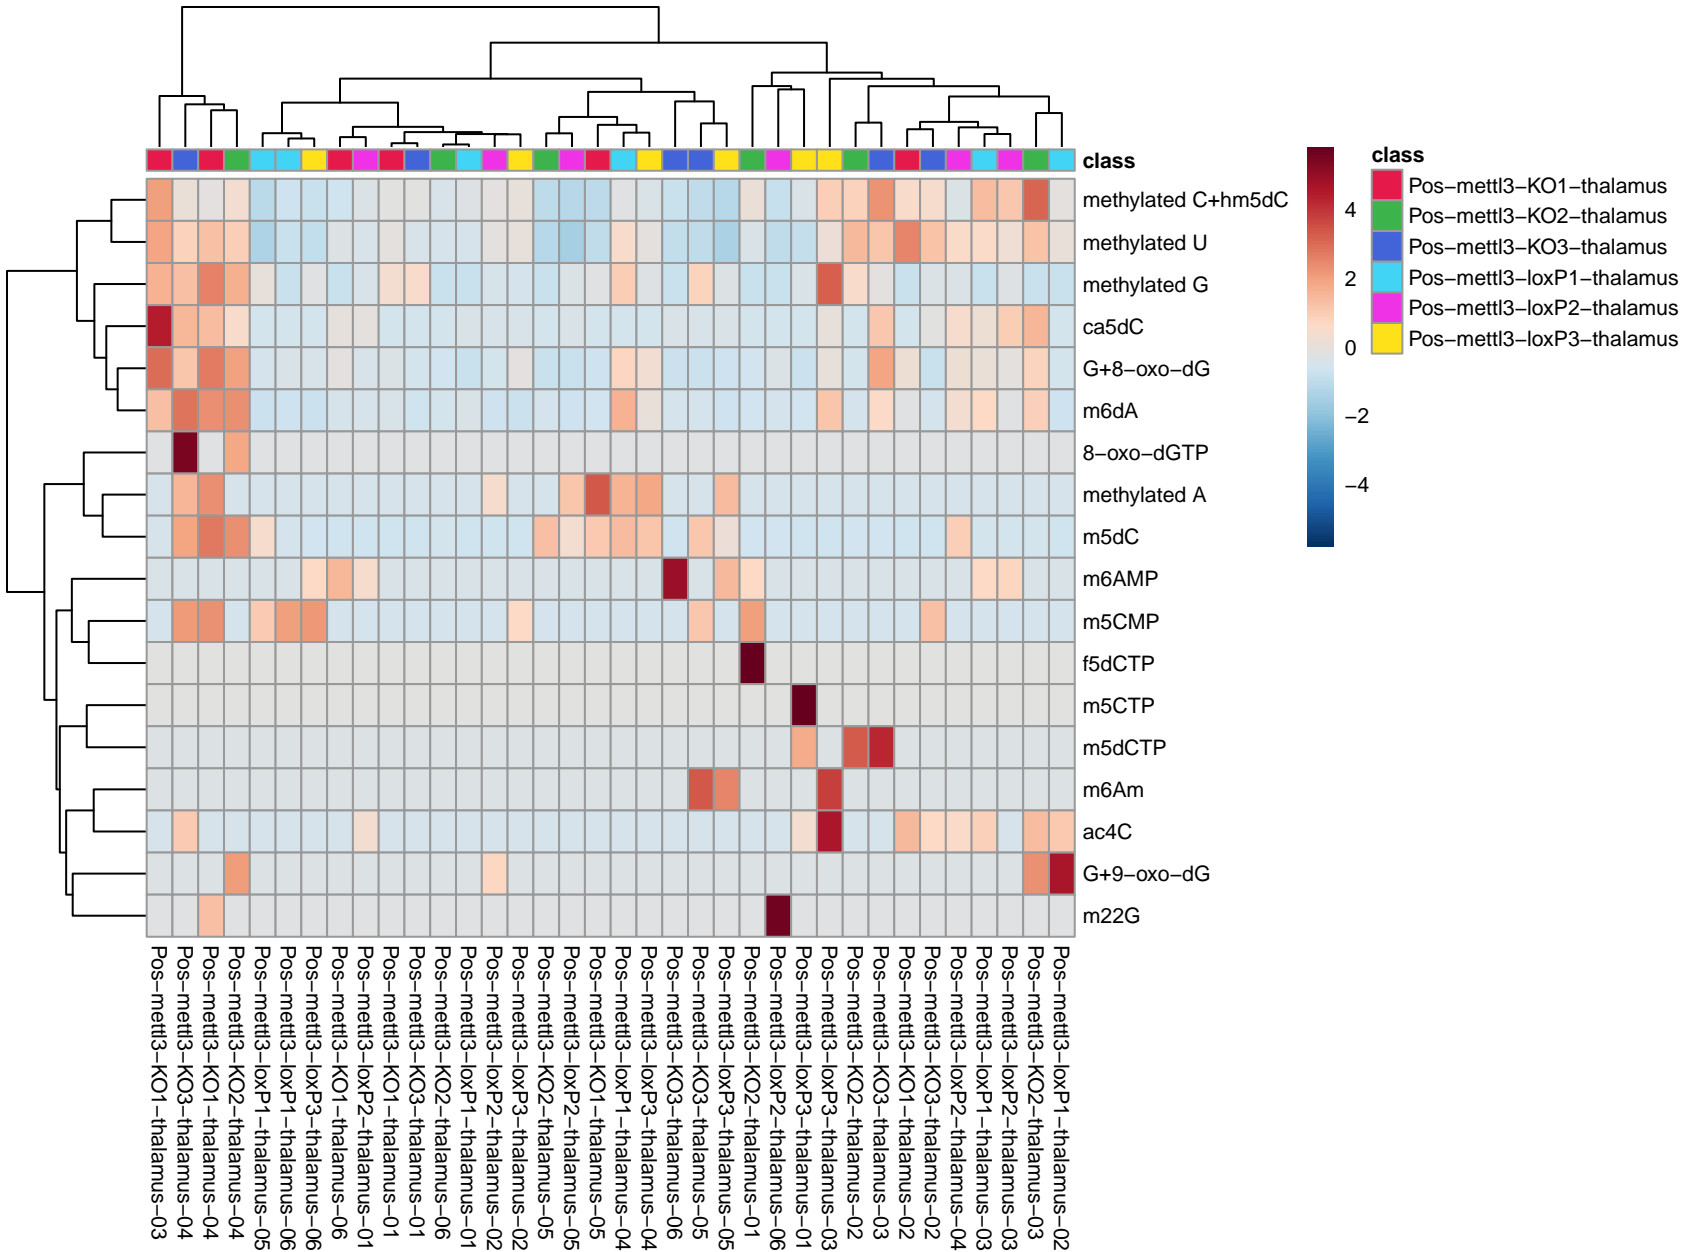 class
methylated C+hm5dC
methylated U
methylated G
ca5dC
G+8−oxo−dG
m6dA
8−oxo−dGTP
methylated A
m5dC
m6AMP
m5CMP
f5dCTP
m5CTP
m5dCTP
m6Am
ac4C
G+9−oxo−dG
m22G
4
2
0
−2
−4
class
Pos−mettl3−KO1−thalamus
Pos−mettl3−KO2−thalamus
Pos−mettl3−KO3−thalamus
Pos−mettl3−loxP1−thalamus
Pos−mettl3−loxP2−thalamus
Pos−mettl3−loxP3−thalamus
Pos−mettl3−KO1−thalamus−03
Pos−mettl3−KO3−thalamus−04
Pos−mettl3−KO1−thalamus−04
Pos−mettl3−KO2−thalamus−04
Pos−mettl3−loxP1−thalamus−05
Pos−mettl3−loxP1−thalamus−06
Pos−mettl3−loxP3−thalamus−06
Pos−mettl3−KO1−thalamus−06
Pos−mettl3−loxP2−thalamus−01
Pos−mettl3−KO1−thalamus−01
Pos−mettl3−KO3−thalamus−01
Pos−mettl3−KO2−thalamus−06
Pos−mettl3−loxP1−thalamus−01
Pos−mettl3−loxP2−thalamus−02
Pos−mettl3−loxP3−thalamus−02
Pos−mettl3−KO2−thalamus−05
Pos−mettl3−loxP2−thalamus−05
Pos−mettl3−KO1−thalamus−05
Pos−mettl3−loxP1−thalamus−04
Pos−mettl3−loxP3−thalamus−04
Pos−mettl3−KO3−thalamus−06
Pos−mettl3−KO3−thalamus−05
Pos−mettl3−loxP3−thalamus−05
Pos−mettl3−KO2−thalamus−01
Pos−mettl3−loxP2−thalamus−06
Pos−mettl3−loxP3−thalamus−01
Pos−mettl3−loxP3−thalamus−03
Pos−mettl3−KO2−thalamus−02
Pos−mettl3−KO3−thalamus−03
Pos−mettl3−KO1−thalamus−02
Pos−mettl3−KO3−thalamus−02
Pos−mettl3−loxP2−thalamus−04
Pos−mettl3−loxP1−thalamus−03
Pos−mettl3−loxP2−thalamus−03
Pos−mettl3−KO2−thalamus−03
Pos−mettl3−loxP1−thalamus−02